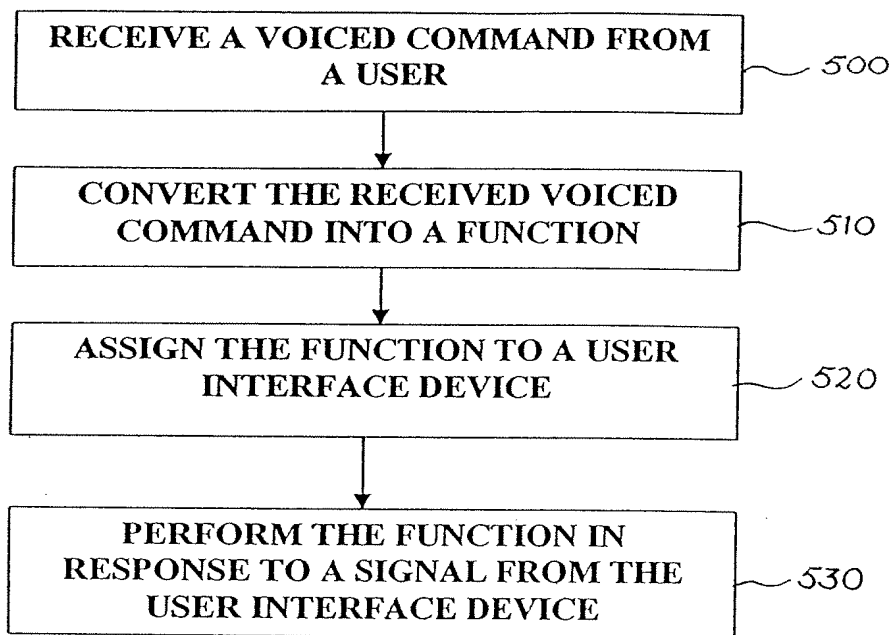 RECEIVE A VOICED COMMAND FROM
A USER
500
CONVERT THE RECEIVED VOICED
COMMAND INTO A FUNCTION
510
ASSIGN THE FUNCTION TO A USER
INTERFACE DEVICE
520
PERFORM THE FUNCTION IN
RESPONSE TO A SIGNAL FROM THE
USER INTERFACE DEVICE
530